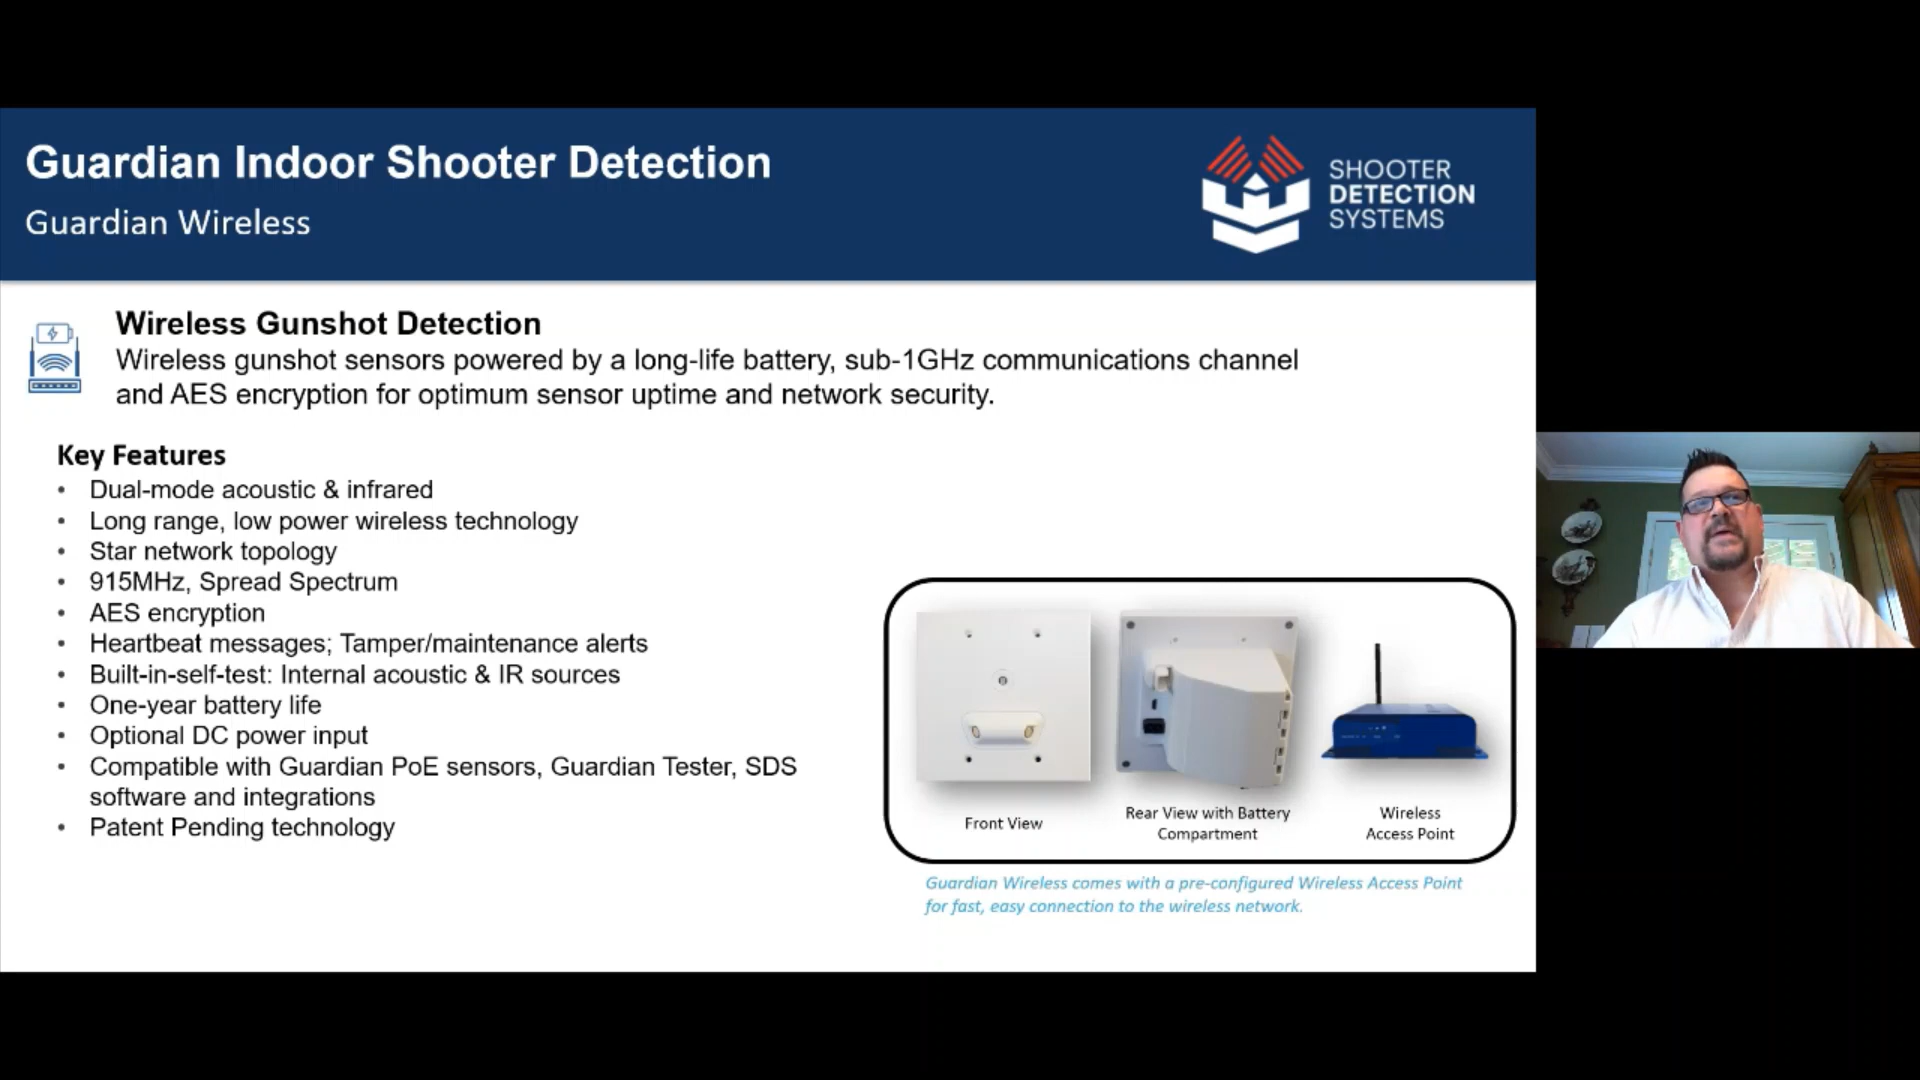 Guardian Indoor Shooter Detection
Guardian Wireless
SHOOTER
DETECTION
SYSTEMS
Wireless Gunshot Detection
Wireless gunshot sensors powered by a long-life battery, sub-1GHz communications channel
and AES encryption for optimum sensor uptime and network security.
Key Features
• Dual-mode acoustic & infrared
• Long range, low power wireless technology
• Star network topology
• 915MHz, Spread Spectrum
• AES encryption
• Heartbeat messages; Tamper/maintenance alerts
• Built-in-self-test: Internal acoustic & IR sources
• One-year battery life
• Optional DC power input
• Compatible with Guardian PoE sensors, Guardian Tester, SDS
software and integrations
• Patent Pending technology
Front View
Rear View with Battery
Compartment
Wireless
Access Point
Guardian Wireless comes with a pre-configured Wireless Access Point
for fast, easy connection to the wireless network.